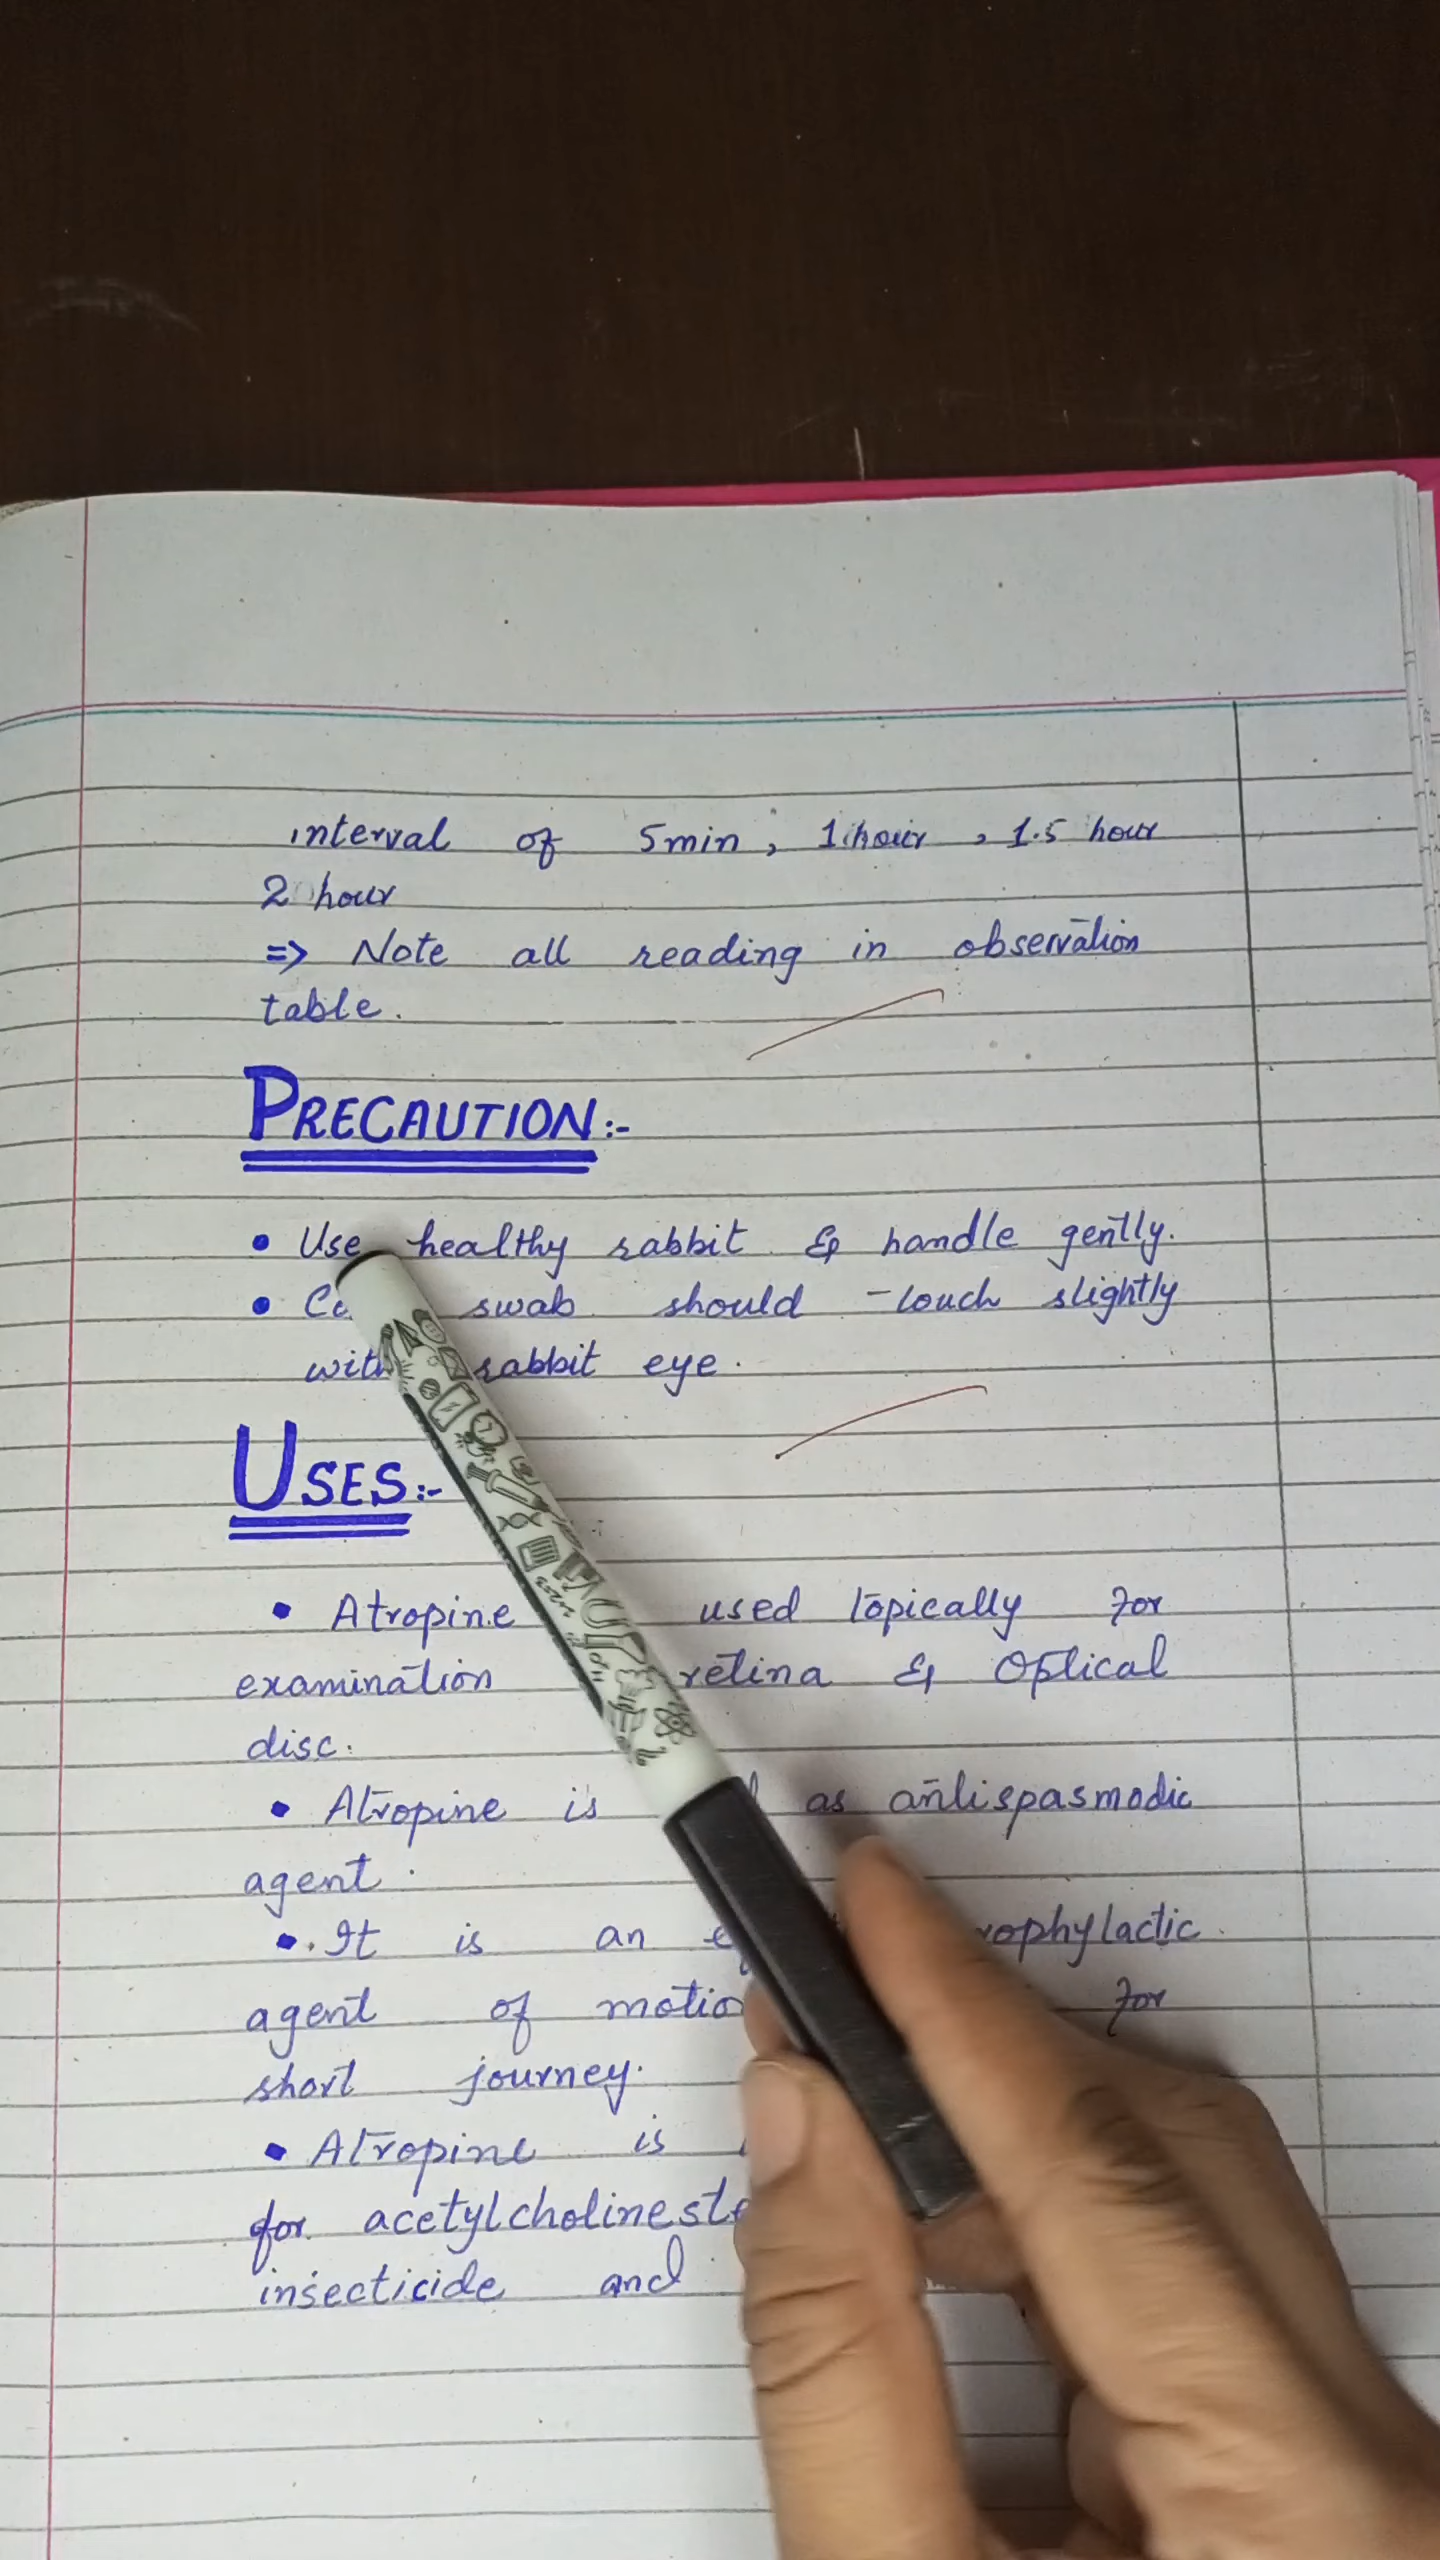 interval of 5min, 1 hour, 1.5 hour
2 hour
=> Note all reading in observation
table.
PRECAUTION:-
• Use healthy rabbit & handle gently.
• swab should touch slightly
with rabbit eye.
USES:-
• Atropine used topically for
examination retina & Optical
disc.
• Atropine is as antispasmodic
agent.
• It is an
agent of for
short journey.
• Atropine is
for
insecticide and